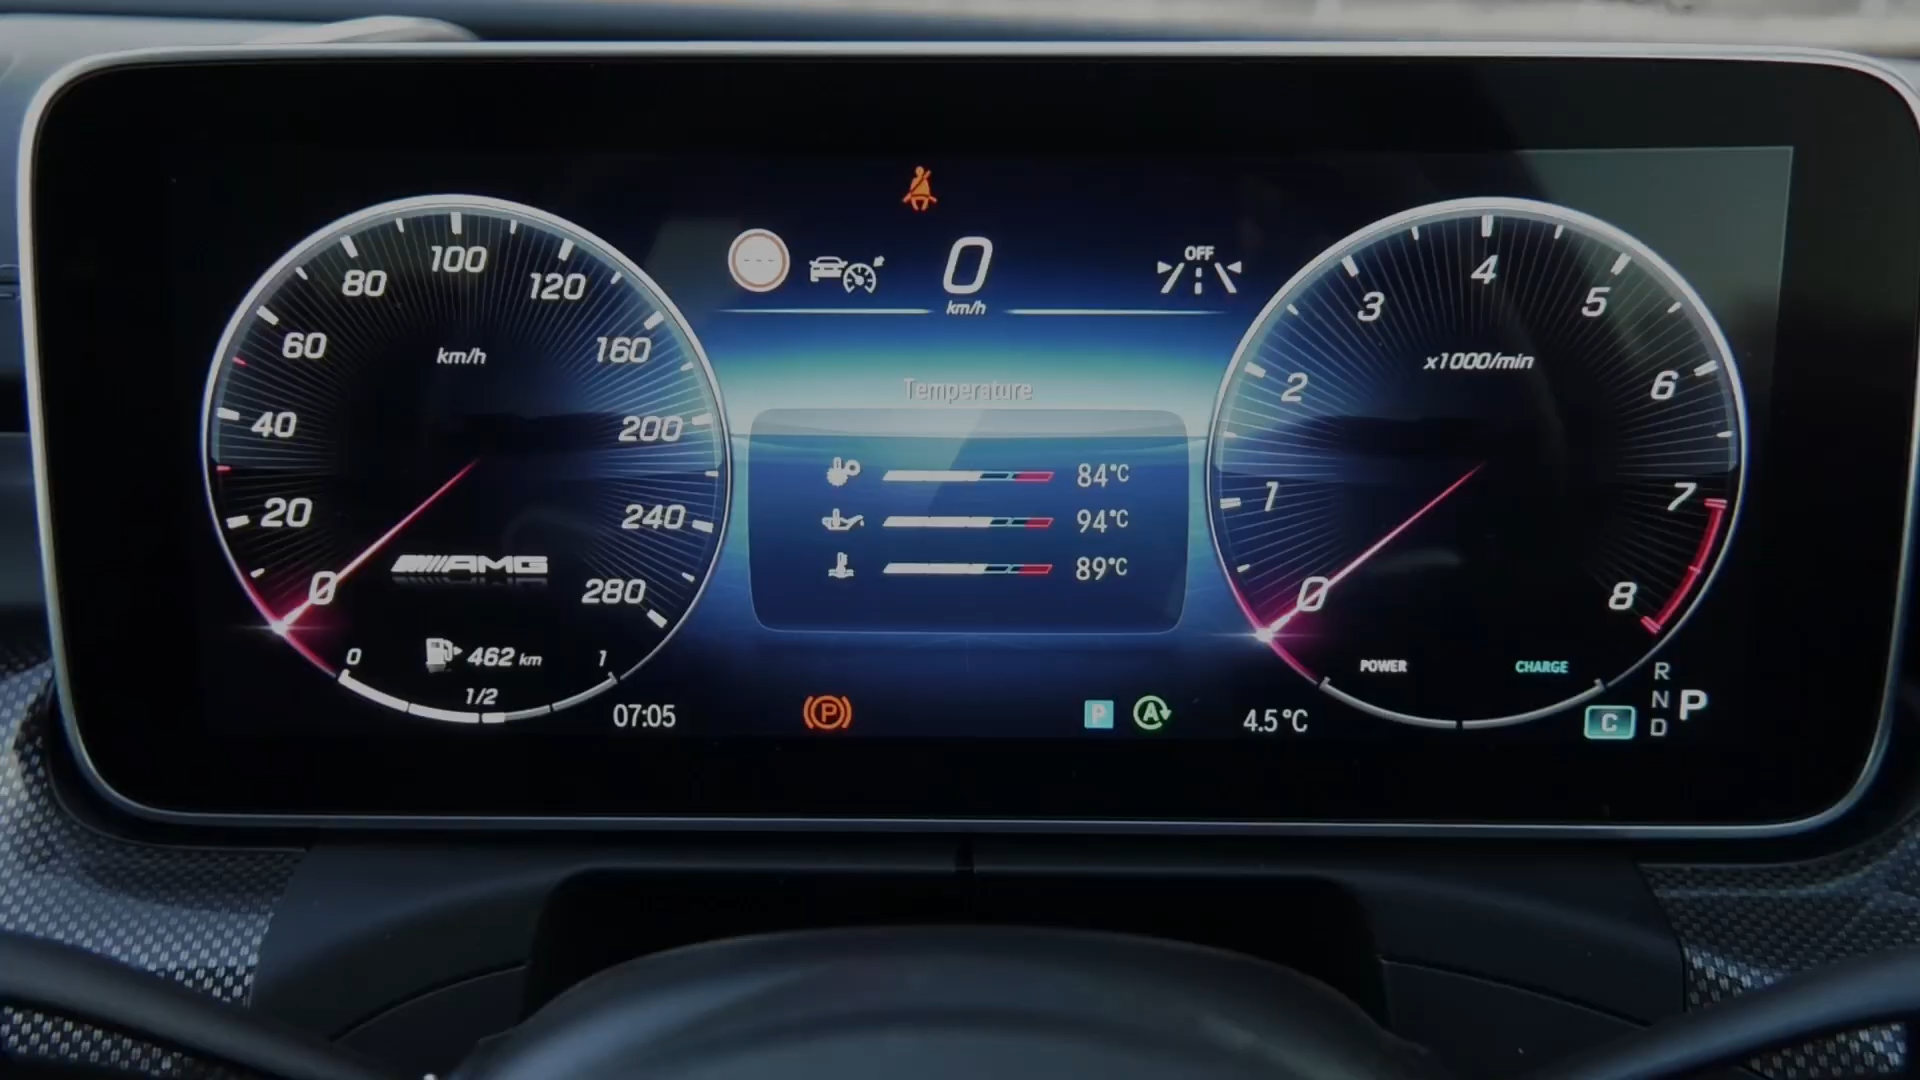 OFF
0
km/h
0
20
40
60
80
100
120
160
200
240
280
km/h
AMG
0
1/2
1
462 km
07:05
Temperature
84°C
94°C
89°C
P
P
A
4.5°C
0
1
2
3
4
5
6
7
8
x1000/min
POWER
CHARGE
C
R
N
D
P